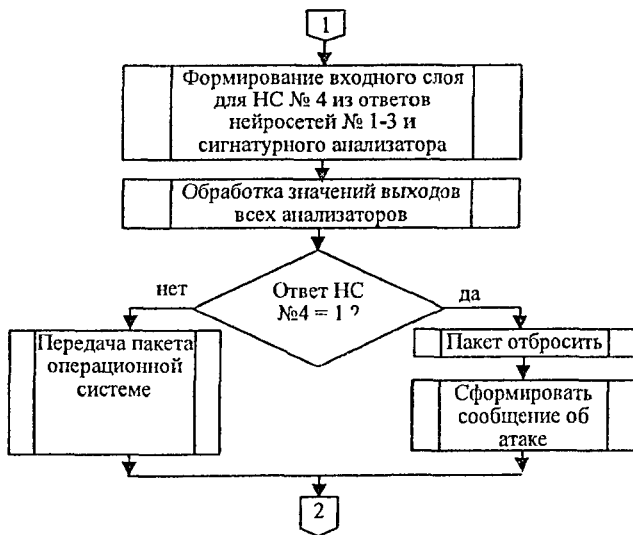 1
Формирование входного слоя
для НС № 4 из ответов
нейросетей № 1-3 и
сигнатурного анализатора
Обработка значений выходов
всех анализаторов
Ответ НС
№4 = 1 ?
нет
да
Передача пакета
операционной
системе
Пакет отбросить
Сформировать
сообщение об
атаке
2